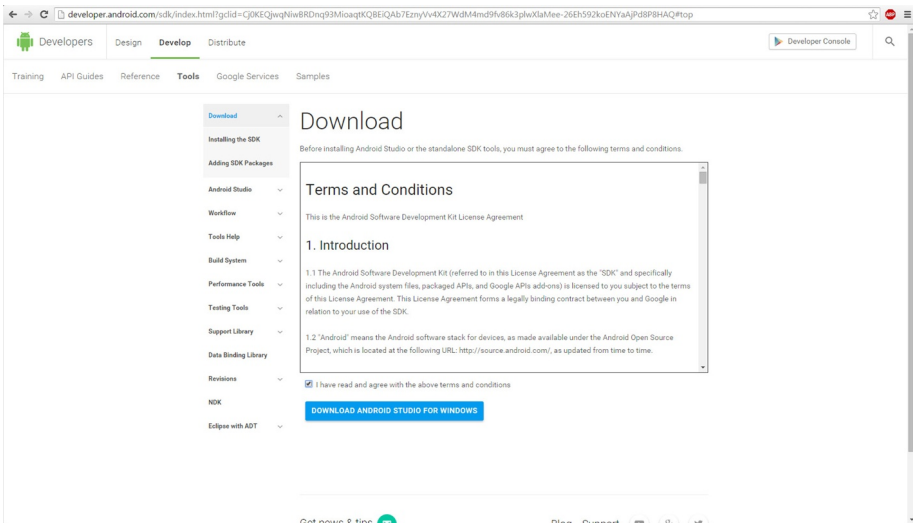 developer.android.com/sdk/index.html?gclid=Cj0KEQjwqNiwBRDnq93MioaqtKQBEiQAb7EznyVv4X27WdM4md9fv86k3plwXlaMee-26Eh592koENYaAjPd8P8HAQ#top
ABP
Developers Design Develop Distribute Developer Console
Training API Guides Reference Tools Google Services Samples
Download
Installing the SDK
Adding SDK Packages
Android Studio
Workflow
Tools Help
Build System
Performance Tools
Testing Tools
Support Library
Data Binding Library
Revisions
NDK
Eclipse with ADT
Download
Before installing Android Studio or the standalone SDK tools, you must agree to the following terms and conditions.
Terms and Conditions
This is the Android Software Development Kit License Agreement
1. Introduction
1.1 The Android Software Development Kit (referred to in this License Agreement as the "SDK" and specifically
including the Android system files, packaged APIs, and Google APIs add-ons) is licensed to you subject to the terms
of this License Agreement. This License Agreement forms a legally binding contract between you and Google in
relation to your use of the SDK.
1.2 "Android" means the Android software stack for devices, as made available under the Android Open Source
Project, which is located at the following URL: http://source.android.com/, as updated from time to time.
I have read and agree with the above terms and conditions
DOWNLOAD ANDROID STUDIO FOR WINDOWS
Get news & tips Blog Support